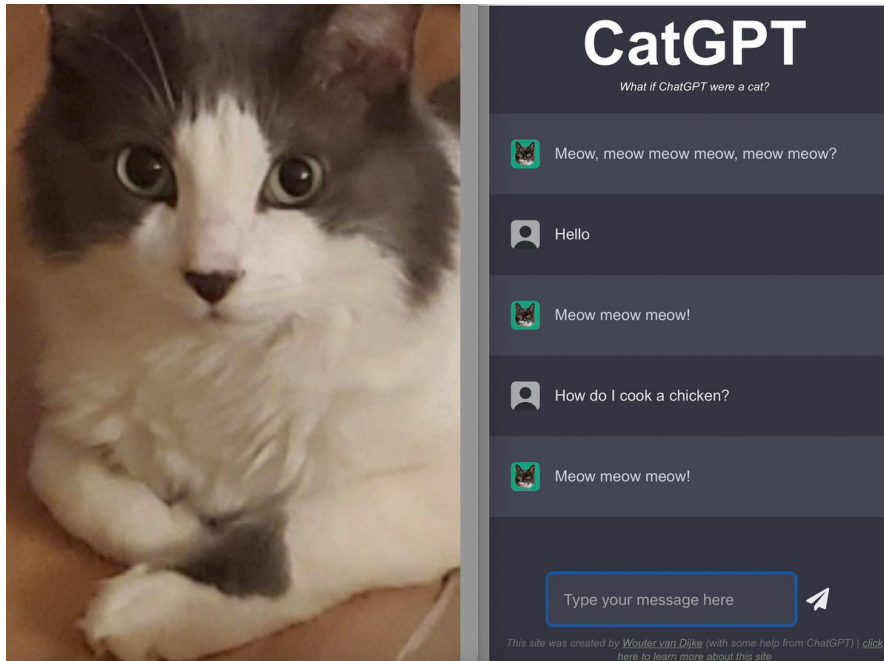 CatGPT
What if ChatGPT were a cat?
Meow, meow meow meow, meow meow?
Hello
Meow meow meow!
How do I cook a chicken?
Meow meow meow!
Type your message here
This site was created by Wouter van Dijke (with some help from ChatGPT) | click
here to learn more about this site